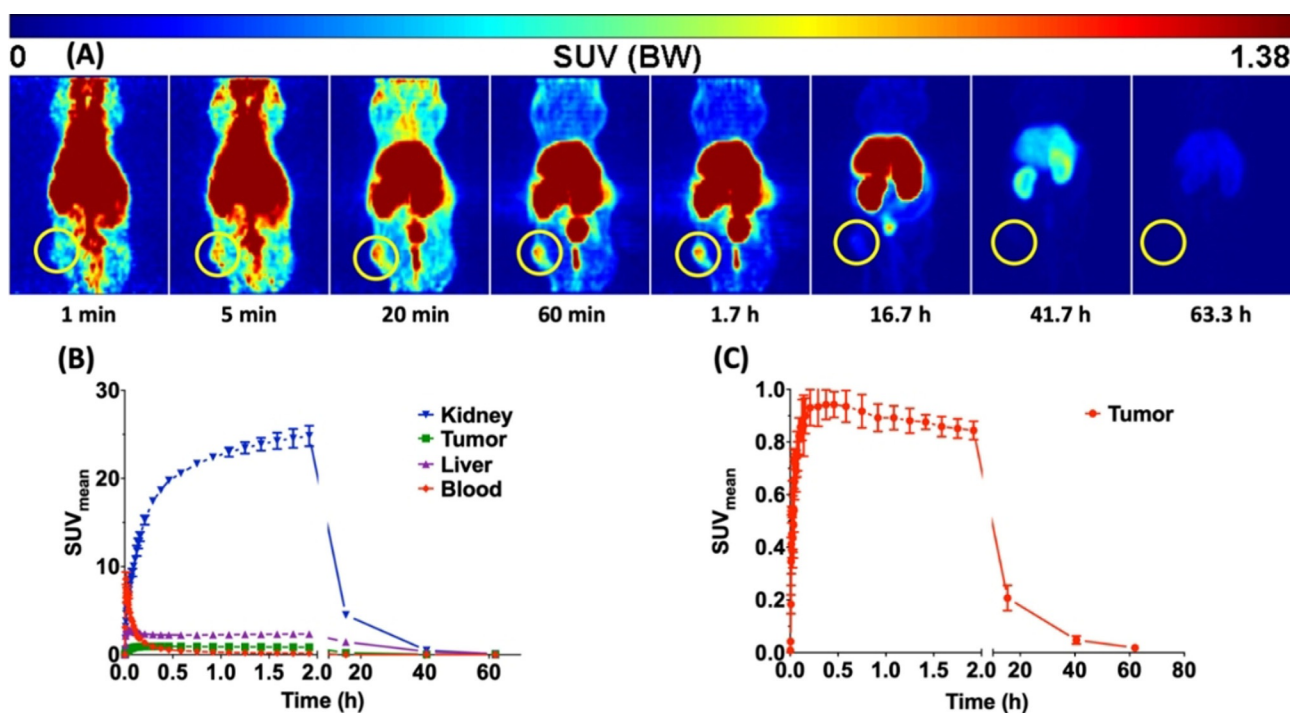 (A)
0 SUV (BW) 1.38
1 min 5 min 20 min 60 min 1.7 h 16.7 h 41.7 h 63.3 h
(B)
30
20
10
0
SUVmean
Kidney
Tumor
Liver
Blood
0.0 0.5 1.0 1.5 2.0 20 40 60
Time (h)
(C)
1.0
0.8
0.6
0.4
0.2
0.0
SUVmean
Tumor
0.0 0.5 1.0 1.5 2.0 20 40 60 80
Time (h)